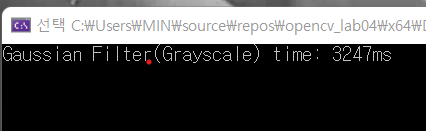 선택 C:₩Users₩MIN₩source₩repos₩opencv_lab04₩x64₩D
Gaussian Filter(Grayscale) time: 3247ms